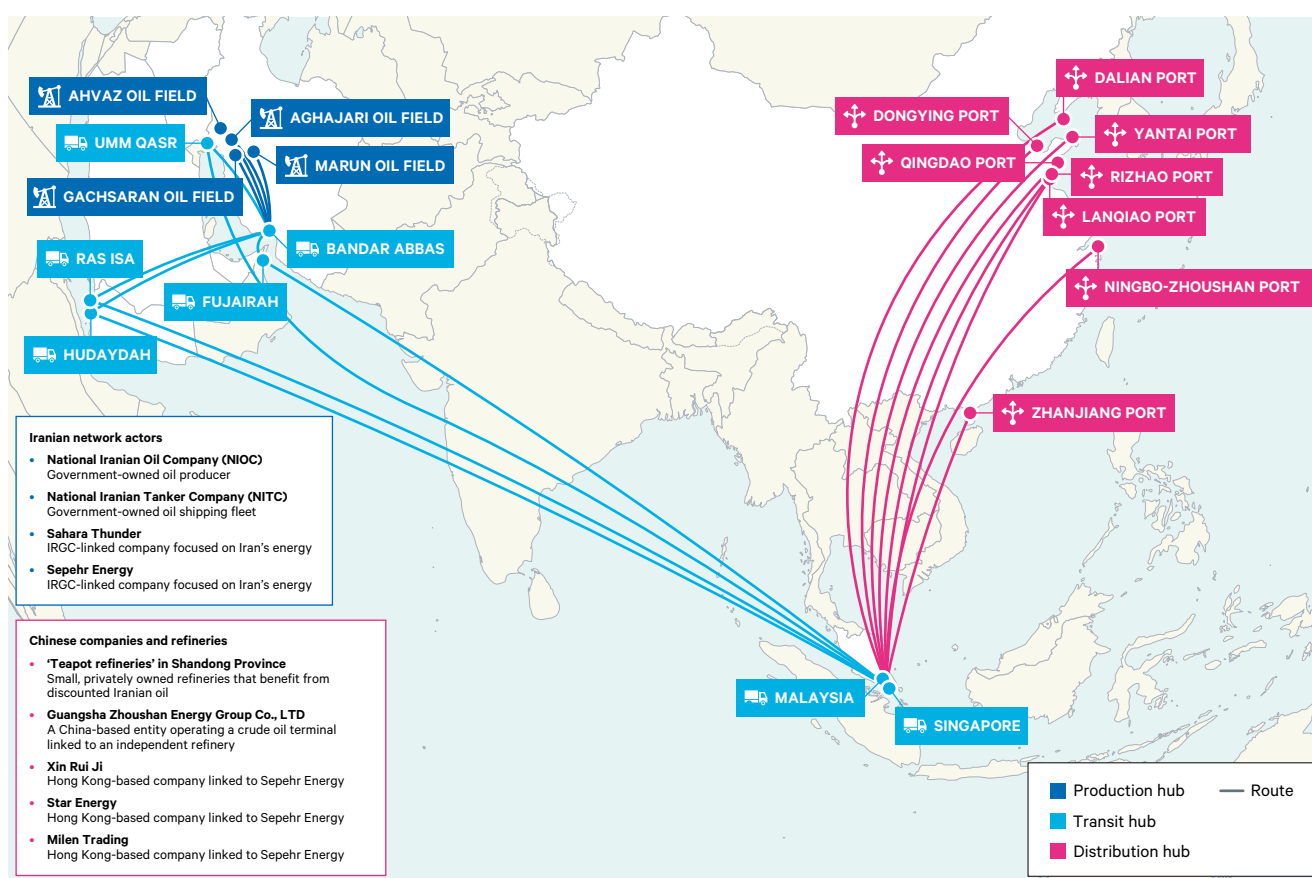 AHVAZ OIL FIELD
AGHAJARI OIL FIELD
UMM QASR
MARUN OIL FIELD
GACHSARAN OIL FIELD
RAS ISA
BANDAR ABBAS
FUJAIRAH
HUDAYDAH
DALIAN PORT
DONGYING PORT
YANTAI PORT
QINGDAO PORT
RIZHAO PORT
LANQIAO PORT
NINGBO-ZHOUSHAN PORT
ZHANJIANG PORT
MALAYSIA
SINGAPORE
Iranian network actors
• National Iranian Oil Company (NIOC)
Government-owned oil producer
• National Iranian Tanker Company (NITC)
Government-owned oil shipping fleet
• Sahara Thunder
IRGC-linked company focused on Iran’s energy
• Sepehr Energy
IRGC-linked company focused on Iran’s energy
Chinese companies and refineries
• ‘Teapot refineries’ in Shandong Province
Small, privately owned refineries that benefit from
discounted Iranian oil
• Guangsha Zhoushan Energy Group Co., LTD
A China-based entity operating a crude oil terminal
linked to an independent refinery
• Xin Rui Ji
Hong Kong-based company linked to Sepehr Energy
• Star Energy
Hong Kong-based company linked to Sepehr Energy
• Milen Trading
Hong Kong-based company linked to Sepehr Energy
Production hub
Route
Transit hub
Distribution hub